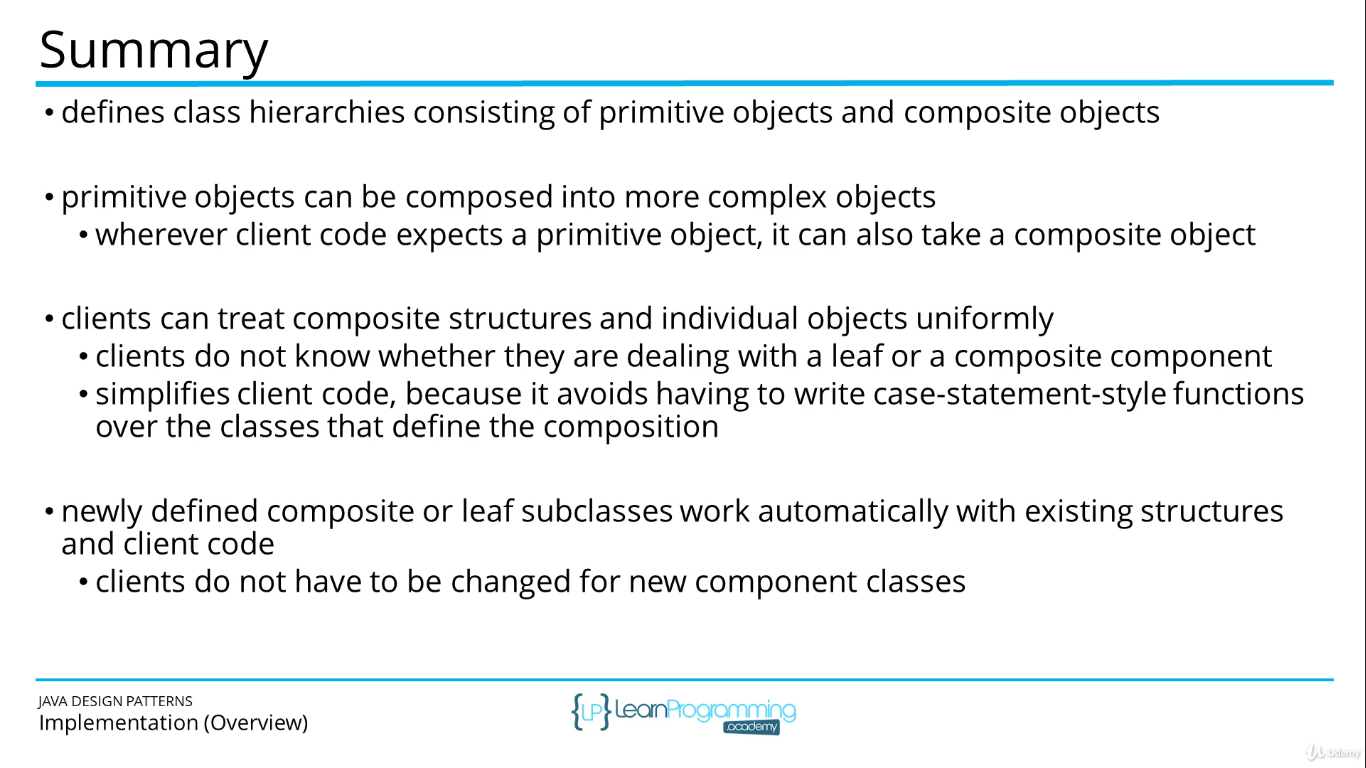 Summary
• defines class hierarchies consisting of primitive objects and composite objects
• primitive objects can be composed into more complex objects
• wherever client code expects a primitive object, it can also take a composite object
• clients can treat composite structures and individual objects uniformly
• clients do not know whether they are dealing with a leaf or a composite component
• simplifies client code, because it avoids having to write case-statement-style functions
over the classes that define the composition
• newly defined composite or leaf subclasses work automatically with existing structures
and client code
• clients do not have to be changed for new component classes
JAVA DESIGN PATTERNS
Implementation (Overview)
{LP} LearnProgramming
.academy
Udemy